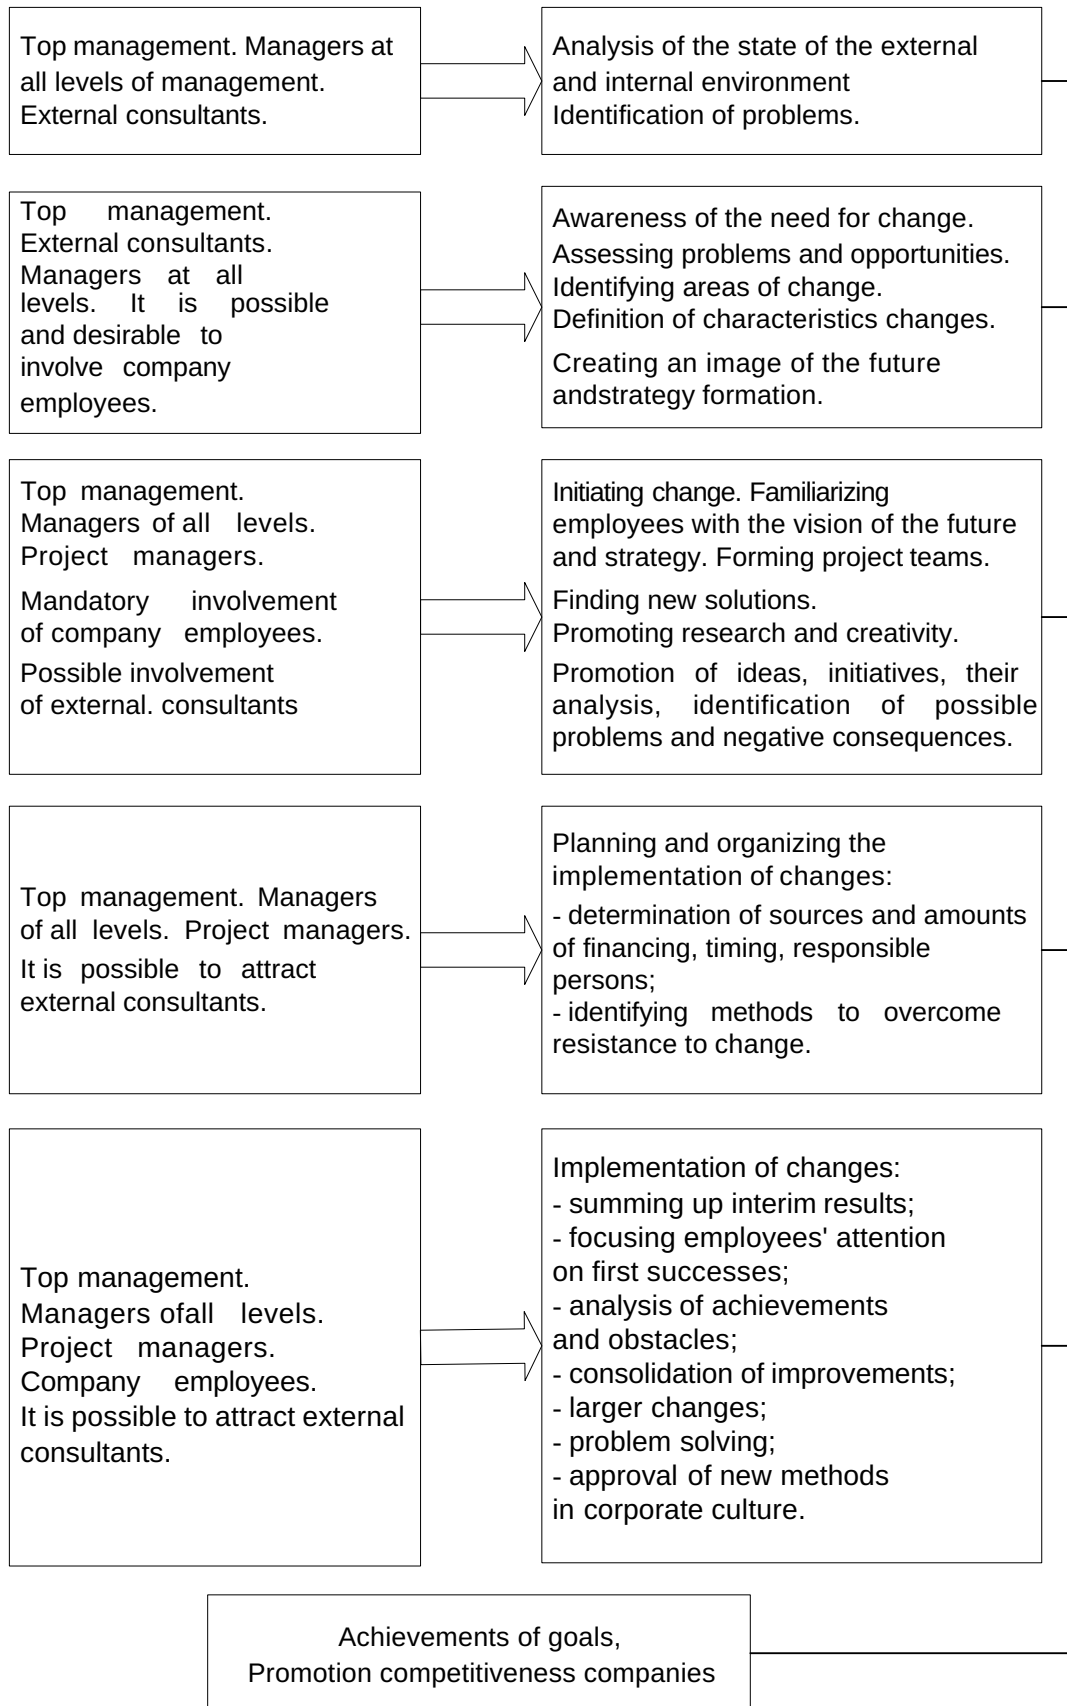 Top management. Managers at
all levels of management.
External consultants.
Analysis of the state of the external
and internal environment
Identification of problems.
Top management.
External consultants.
Managers at all
levels. It is possible
and desirable to
involve company
employees.
Awareness of the need for change.
Assessing problems and opportunities.
Identifying areas of change.
Definition of characteristics changes.
Creating an image of the future
andstrategy formation.
Top management.
Managers of all levels.
Project managers.
Mandatory involvement
of company employees.
Possible involvement
of external. consultants
Initiating change. Familiarizing
employees with the vision of the future
and strategy. Forming project teams.
Finding new solutions.
Promoting research and creativity.
Promotion of ideas, initiatives, their
analysis, identification of possible
problems and negative consequences.
Top management. Managers
of all levels. Project managers.
It is possible to attract
external consultants.
Planning and organizing the
implementation of changes:
- determination of sources and amounts
of financing, timing, responsible
persons;
- identifying methods to overcome
resistance to change.
Top management.
Managers ofall levels.
Project managers.
Company employees.
It is possible to attract external
consultants.
Implementation of changes:
- summing up interim results;
- focusing employees' attention
on first successes;
- analysis of achievements
and obstacles;
- consolidation of improvements;
- larger changes;
- problem solving;
- approval of new methods
in corporate culture.
Achievements of goals,
Promotion competitiveness companies